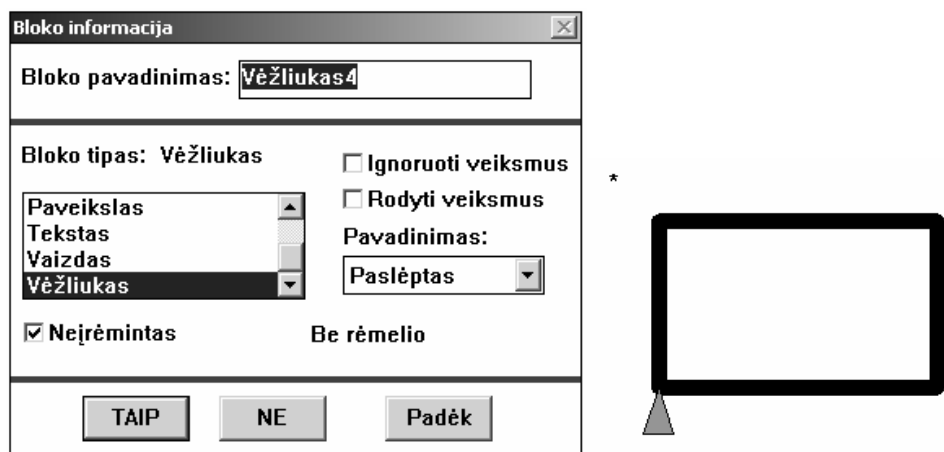 Bloko informacija
Bloko pavadinimas: Vėžliukas4
Bloko tipas: Vėžliukas
Paveikslas
Tekstas
Vaizdas
Vėžliukas
Ignoruoti veiksmus
Rodyti veiksmus
Pavadinimas:
Paslėptas
Neįrėmintas
Be rėmelio
TAIP
NE
Padėk
*